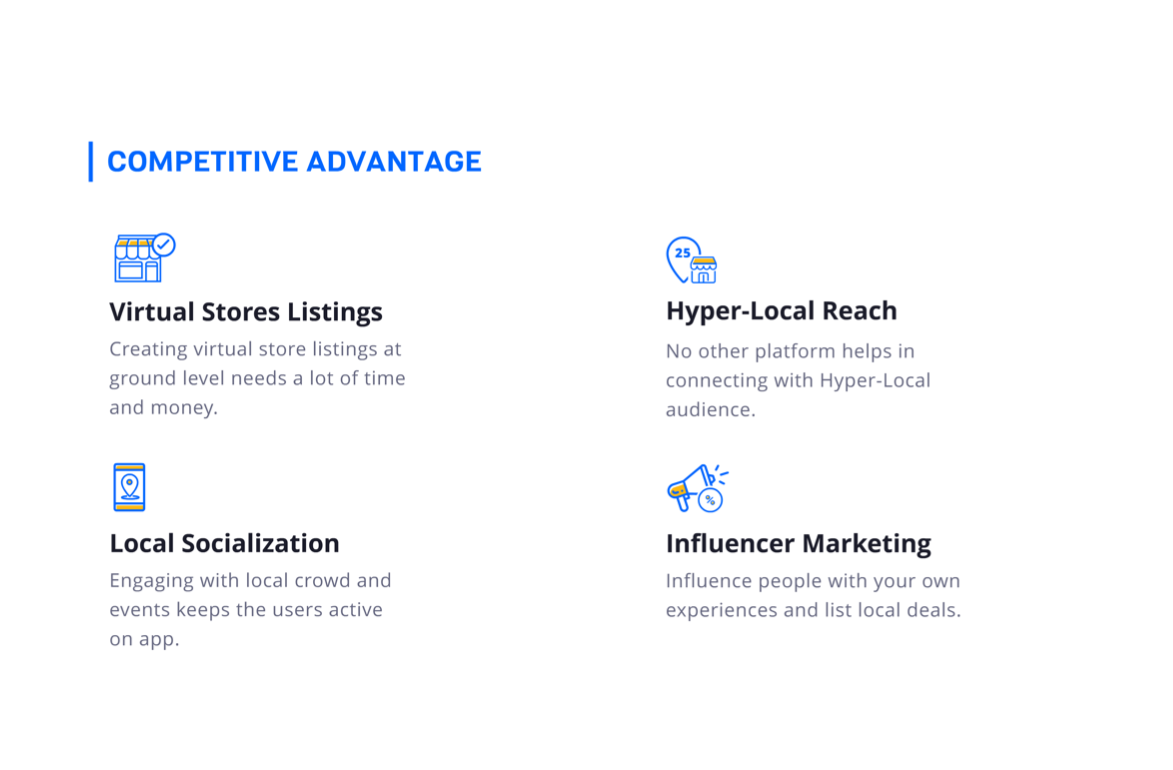 COMPETITIVE ADVANTAGE
Virtual Stores Listings
Creating virtual store listings at
ground level needs a lot of time
and money.
25
Hyper-Local Reach
No other platform helps in
connecting with Hyper-Local
audience.
Local Socialization
Engaging with local crowd and
events keeps the users active
on app.
%
Influencer Marketing
Influence people with your own
experiences and list local deals.